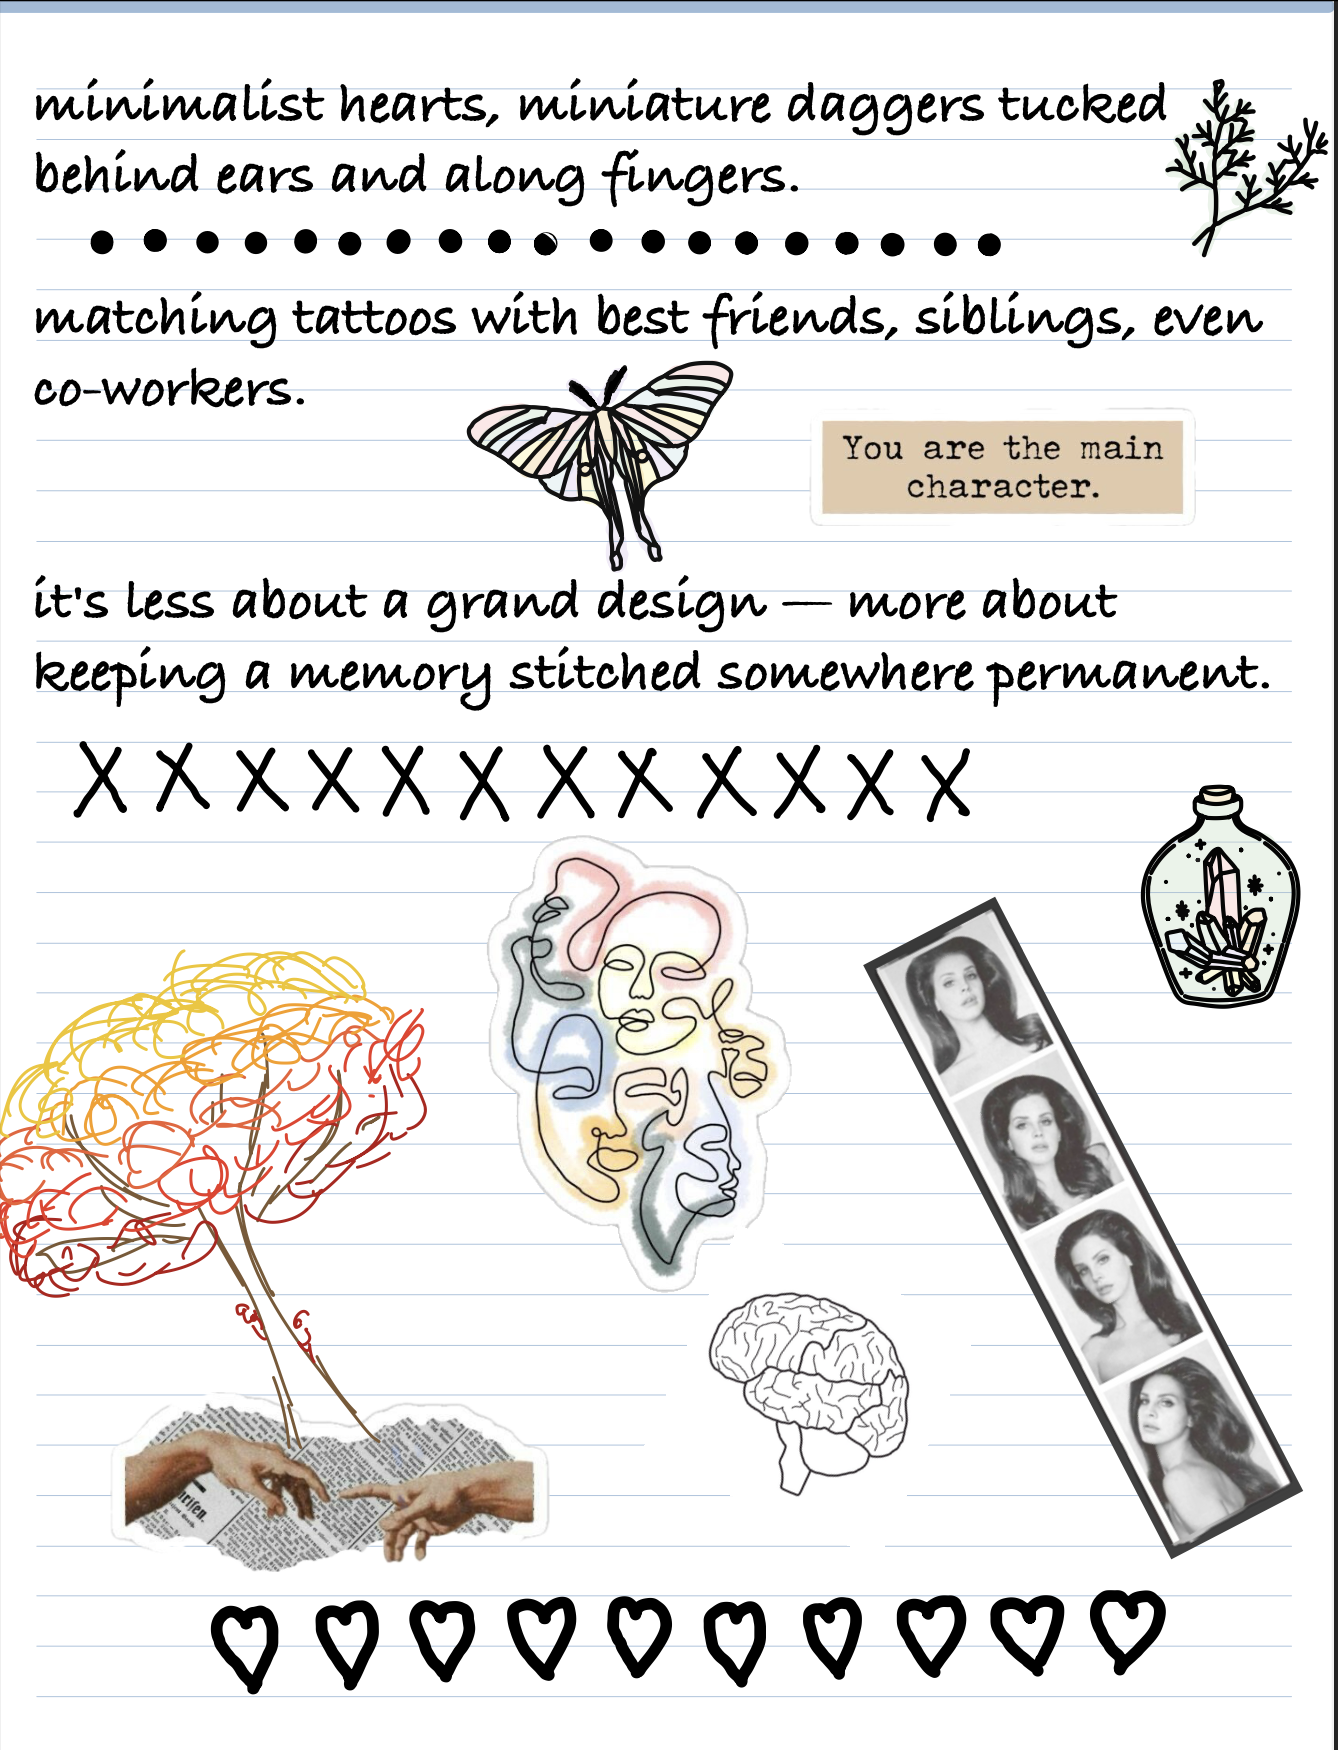 minimalist hearts, miniature daggers tucked
behind ears and along fingers.
matching tattoos with best friends, siblings, even
co-workers.
You are the main
character.
it's less about a grand design — more about
keeping a memory stitched somewhere permanent.
X X X X X X X X X X X X